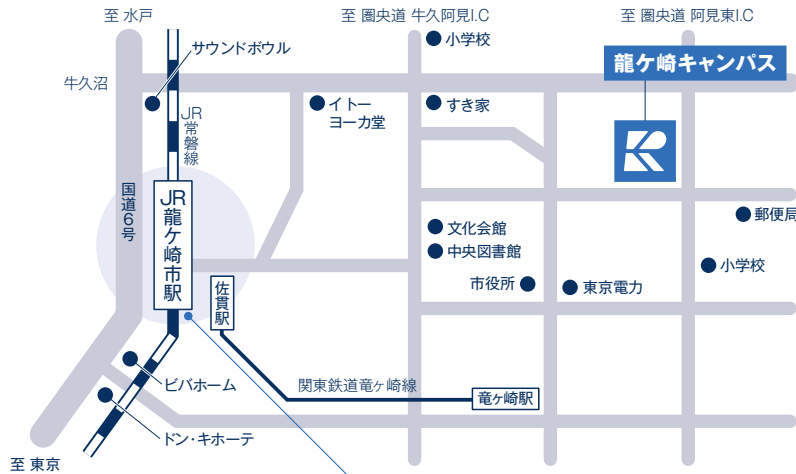 至 水戸
至 圏央道 牛久阿見I.C
至 圏央道 阿見東I.C
小学校
サウンドボウル
龍ケ崎キャンパス
牛久沼
イトー
ヨーカ堂
すき家
JR常磐線
国道6号
JR龍ケ崎市駅
郵便局
文化会館
中央図書館
小学校
市役所
東京電力
佐貫駅
関東鉄道竜ヶ崎線
竜ヶ崎駅
ビバホーム
ドン・キホーテ
至 東京